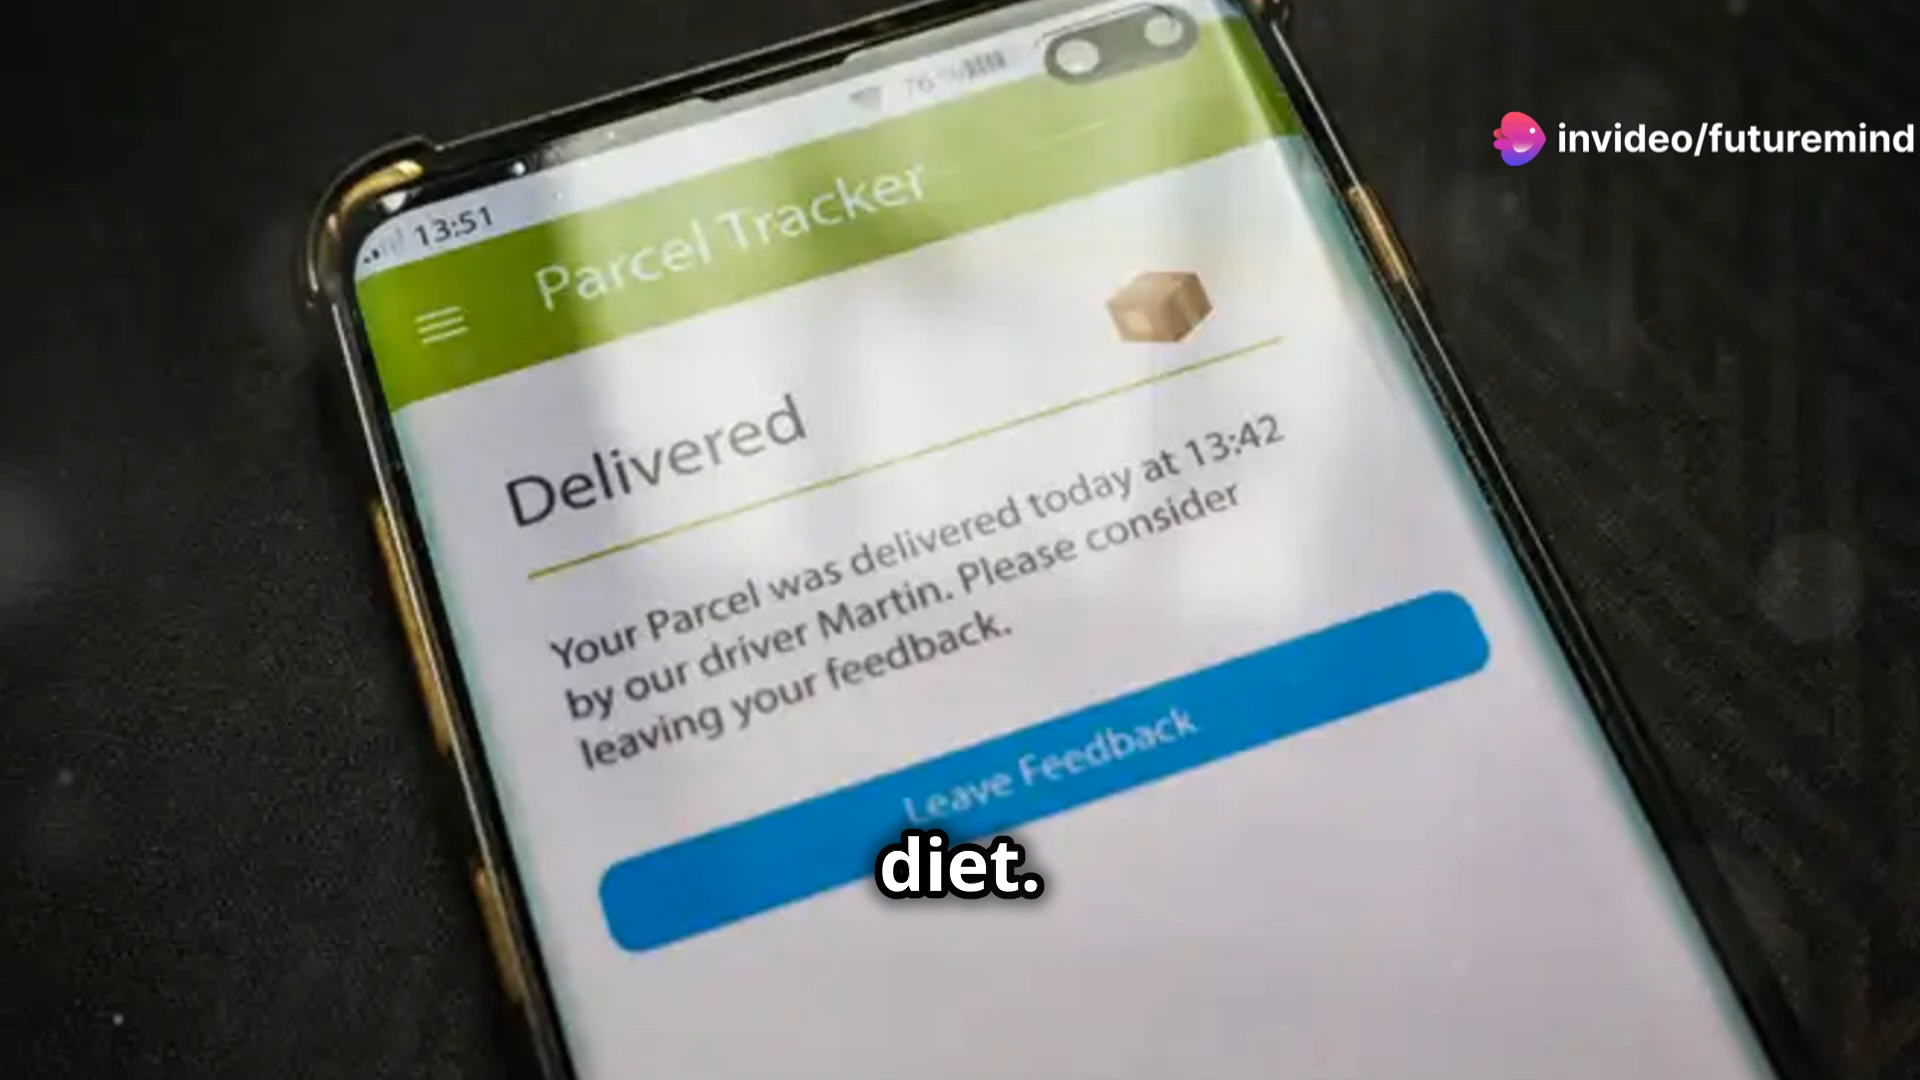 invideo/futuremind
76%
13:51
Parcel Tracker
Delivered
Your Parcel was delivered today at 13:42
by our driver Martin. Please consider
leaving your feedback.
Leave Feedback
diet.